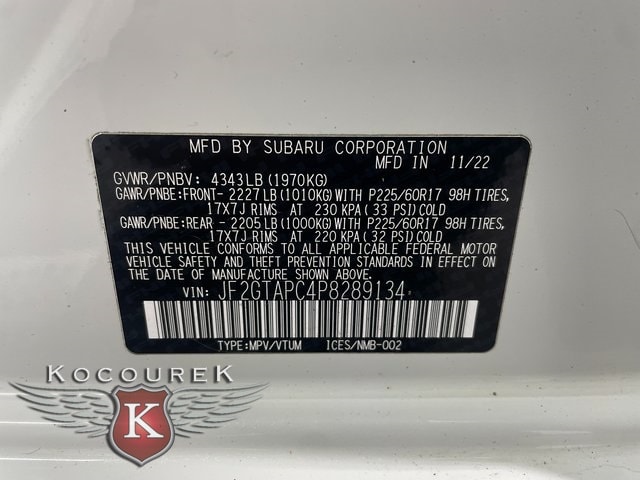 MFD BY SUBARU CORPORATION
MFD IN 11/22
GVWR/PNBV: 4343LB (1970KG)
GAWR/PNBE:FRONT- 2227LB (1010KG)WITH P225/60R17 98H TIRES,
17X7J RIMS AT 230 KPA (33 PSI)COLD
GAWR/PNBE:REAR - 2205LB (1000KG)WITH P225/60R17 98H TIRES,
17X7J RIMS AT 220 KPA (32 PSI)COLD
THIS VEHICLE CONFORMS TO ALL APPLICABLE FEDERAL MOTOR
VEHICLE SAFETY AND THEFT PREVENTION STANDARDS IN EFFECT
ON THE DATE OF MANUFACTURE SHOWN ABOVE.
VIN: JF2GTAPC4P8289134
TYPE:MPV/VTUM ICES/NMB-002
KOCOUREK
K